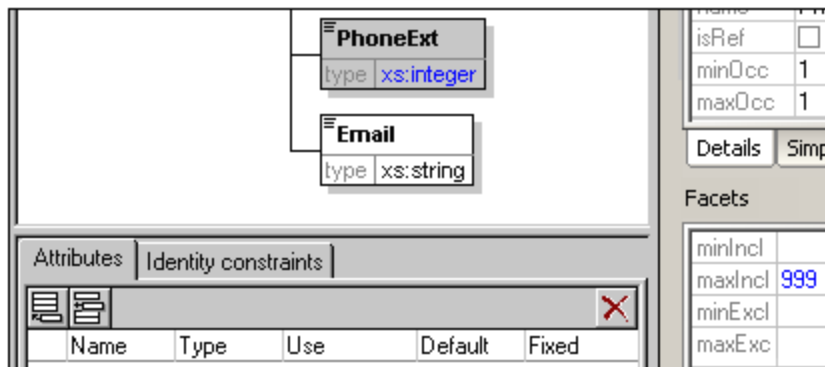 PhoneExt
type xs:integer
Email
type xs:string
isRef
minOcc 1
maxOcc 1
Details
Facets
minIncl
maxIncl 999
minExcl
maxExc
Attributes Identity constraints
Name Type Use Default Fixed